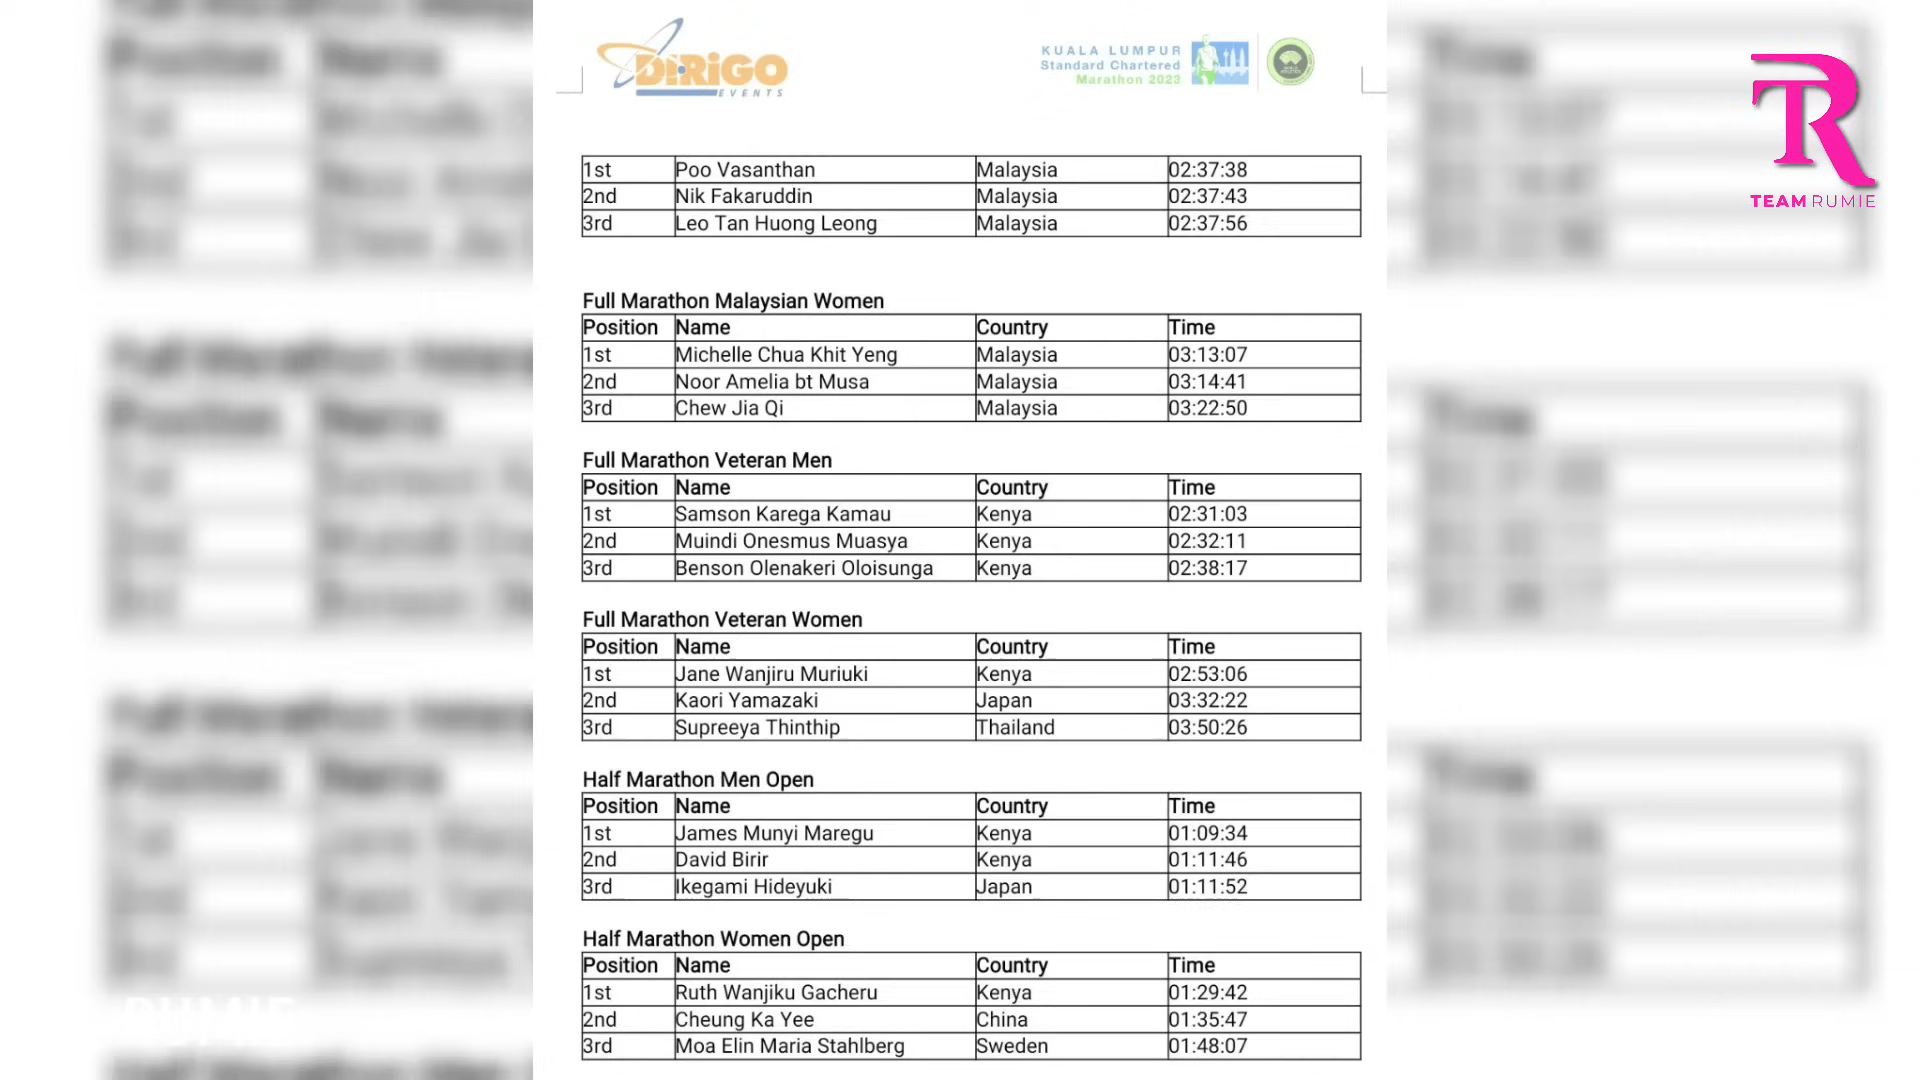 DiRiGO
EVENTS
KUALA LUMPUR
Standard Chartered
Marathon 2023
TEAM RUMIE
1st Poo Vasanthan Malaysia 02:37:38
2nd Nik Fakaruddin Malaysia 02:37:43
3rd Leo Tan Huong Leong Malaysia 02:37:56
Full Marathon Malaysian Women
Position Name Country Time
1st Michelle Chua Khit Yeng Malaysia 03:13:07
2nd Noor Amelia bt Musa Malaysia 03:14:41
3rd Chew Jia Qi Malaysia 03:22:50
Full Marathon Veteran Men
Position Name Country Time
1st Samson Karega Kamau Kenya 02:31:03
2nd Muindi Onesmus Muasya Kenya 02:32:11
3rd Benson Olenakeri Oloisunga Kenya 02:38:17
Full Marathon Veteran Women
Position Name Country Time
1st Jane Wanjiru Muriuki Kenya 02:53:06
2nd Kaori Yamazaki Japan 03:32:22
3rd Supreeya Thinthip Thailand 03:50:26
Half Marathon Men Open
Position Name Country Time
1st James Munyi Maregu Kenya 01:09:34
2nd David Birir Kenya 01:11:46
3rd Ikegami Hideyuki Japan 01:11:52
Half Marathon Women Open
Position Name Country Time
1st Ruth Wanjiku Gacheru Kenya 01:29:42
2nd Cheung Ka Yee China 01:35:47
3rd Moa Elin Maria Stahlberg Sweden 01:48:07